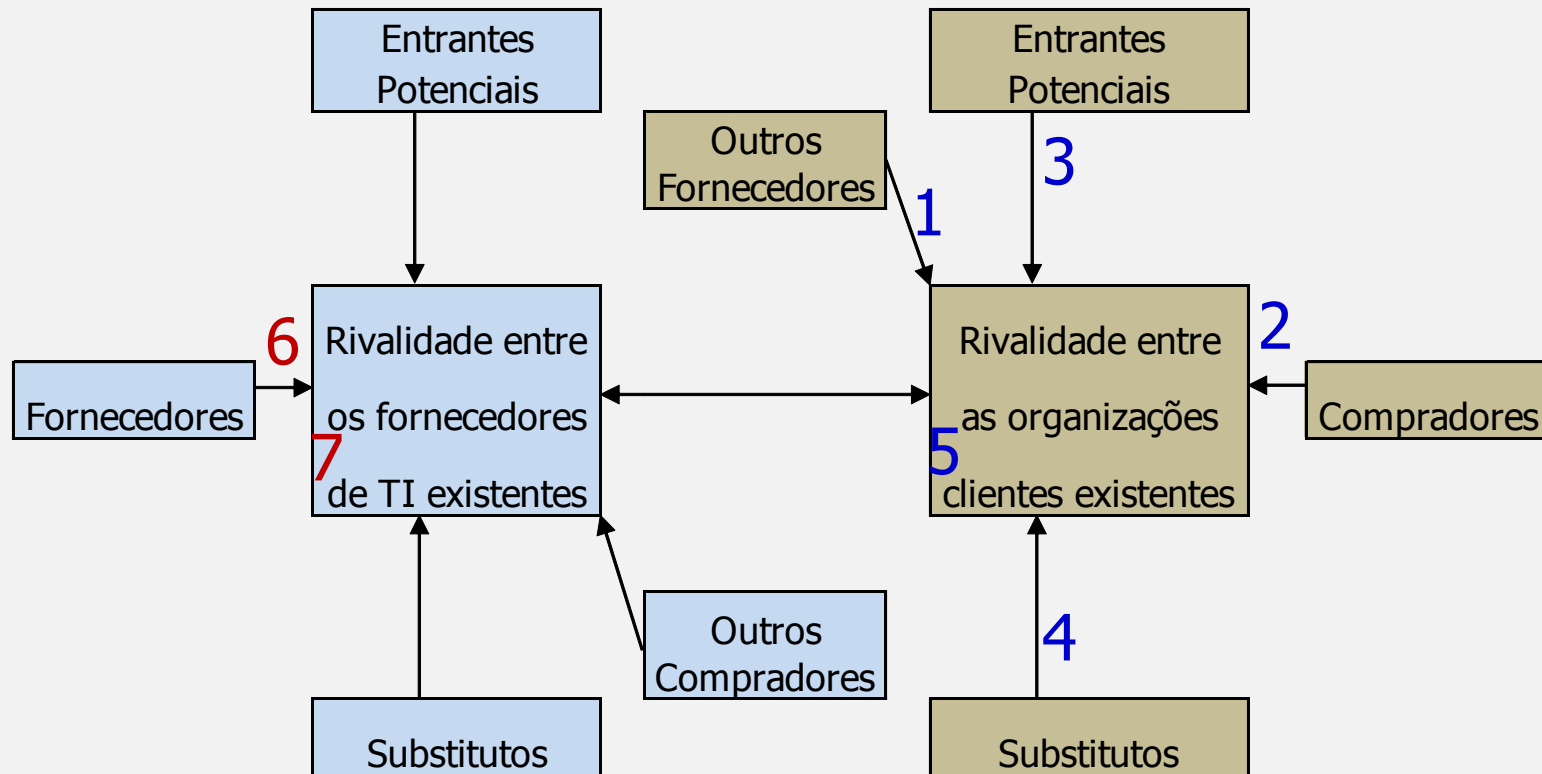 Entrantes
Potenciais
Entrantes
Potenciais
Outros
Fornecedores
1
3
Fornecedores
6
Rivalidade entre
os fornecedores
de TI existentes
7
Rivalidade entre
as organizações
clientes existentes
5
2
Compradores
Outros
Compradores
4
Substitutos
Substitutos